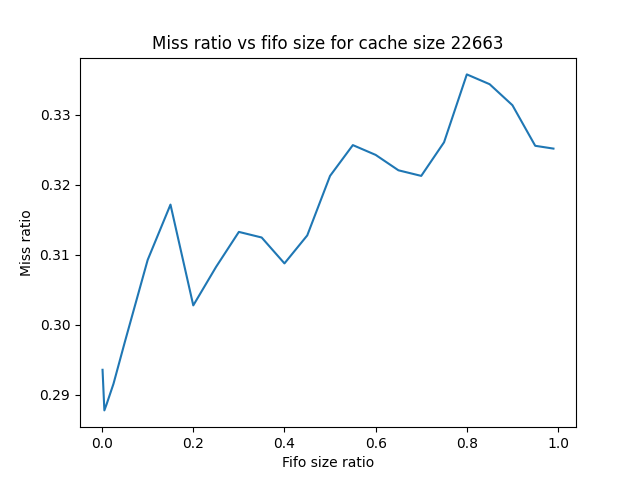 Miss ratio vs fifo size for cache size 22663
Miss ratio
0.33
0.32
0.31
0.30
0.29
0.0 0.2 0.4 0.6 0.8 1.0
Fifo size ratio